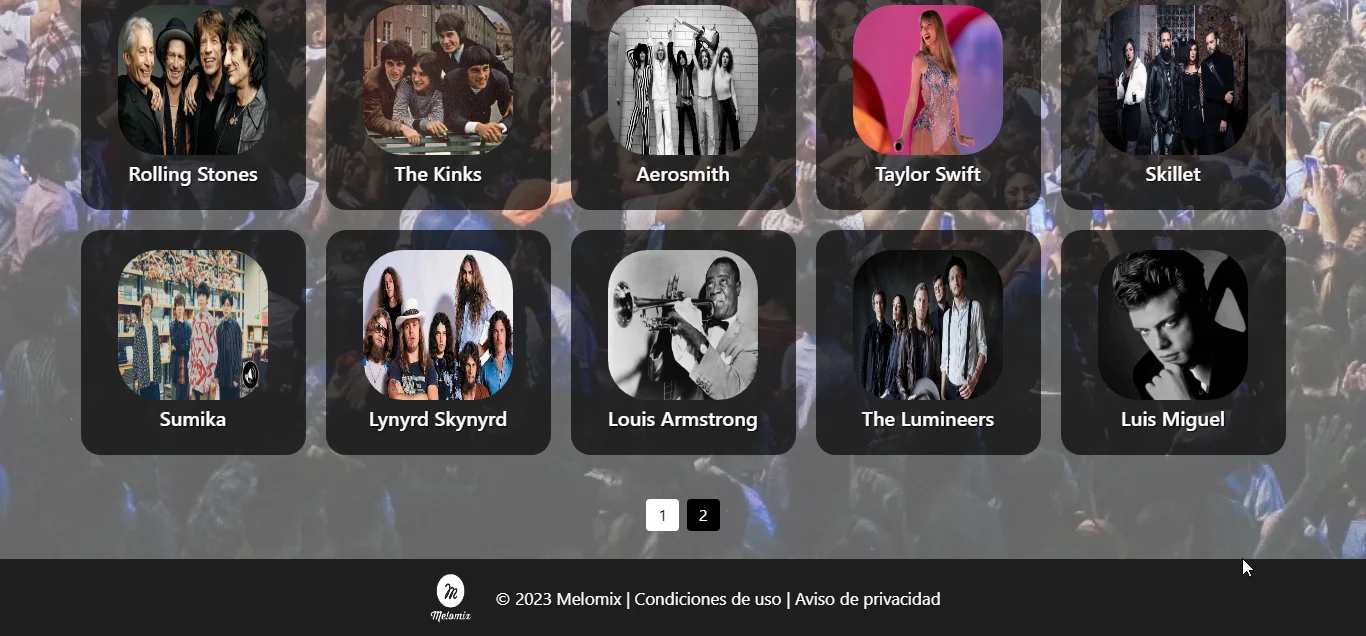 Rolling Stones
The Kinks
Aerosmith
Taylor Swift
Skillet
Sumika
Lynyrd Skynyrd
Louis Armstrong
The Lumineers
Luis Miguel
1 2
m
Melomix
© 2023 Melomix | Condiciones de uso | Aviso de privacidad